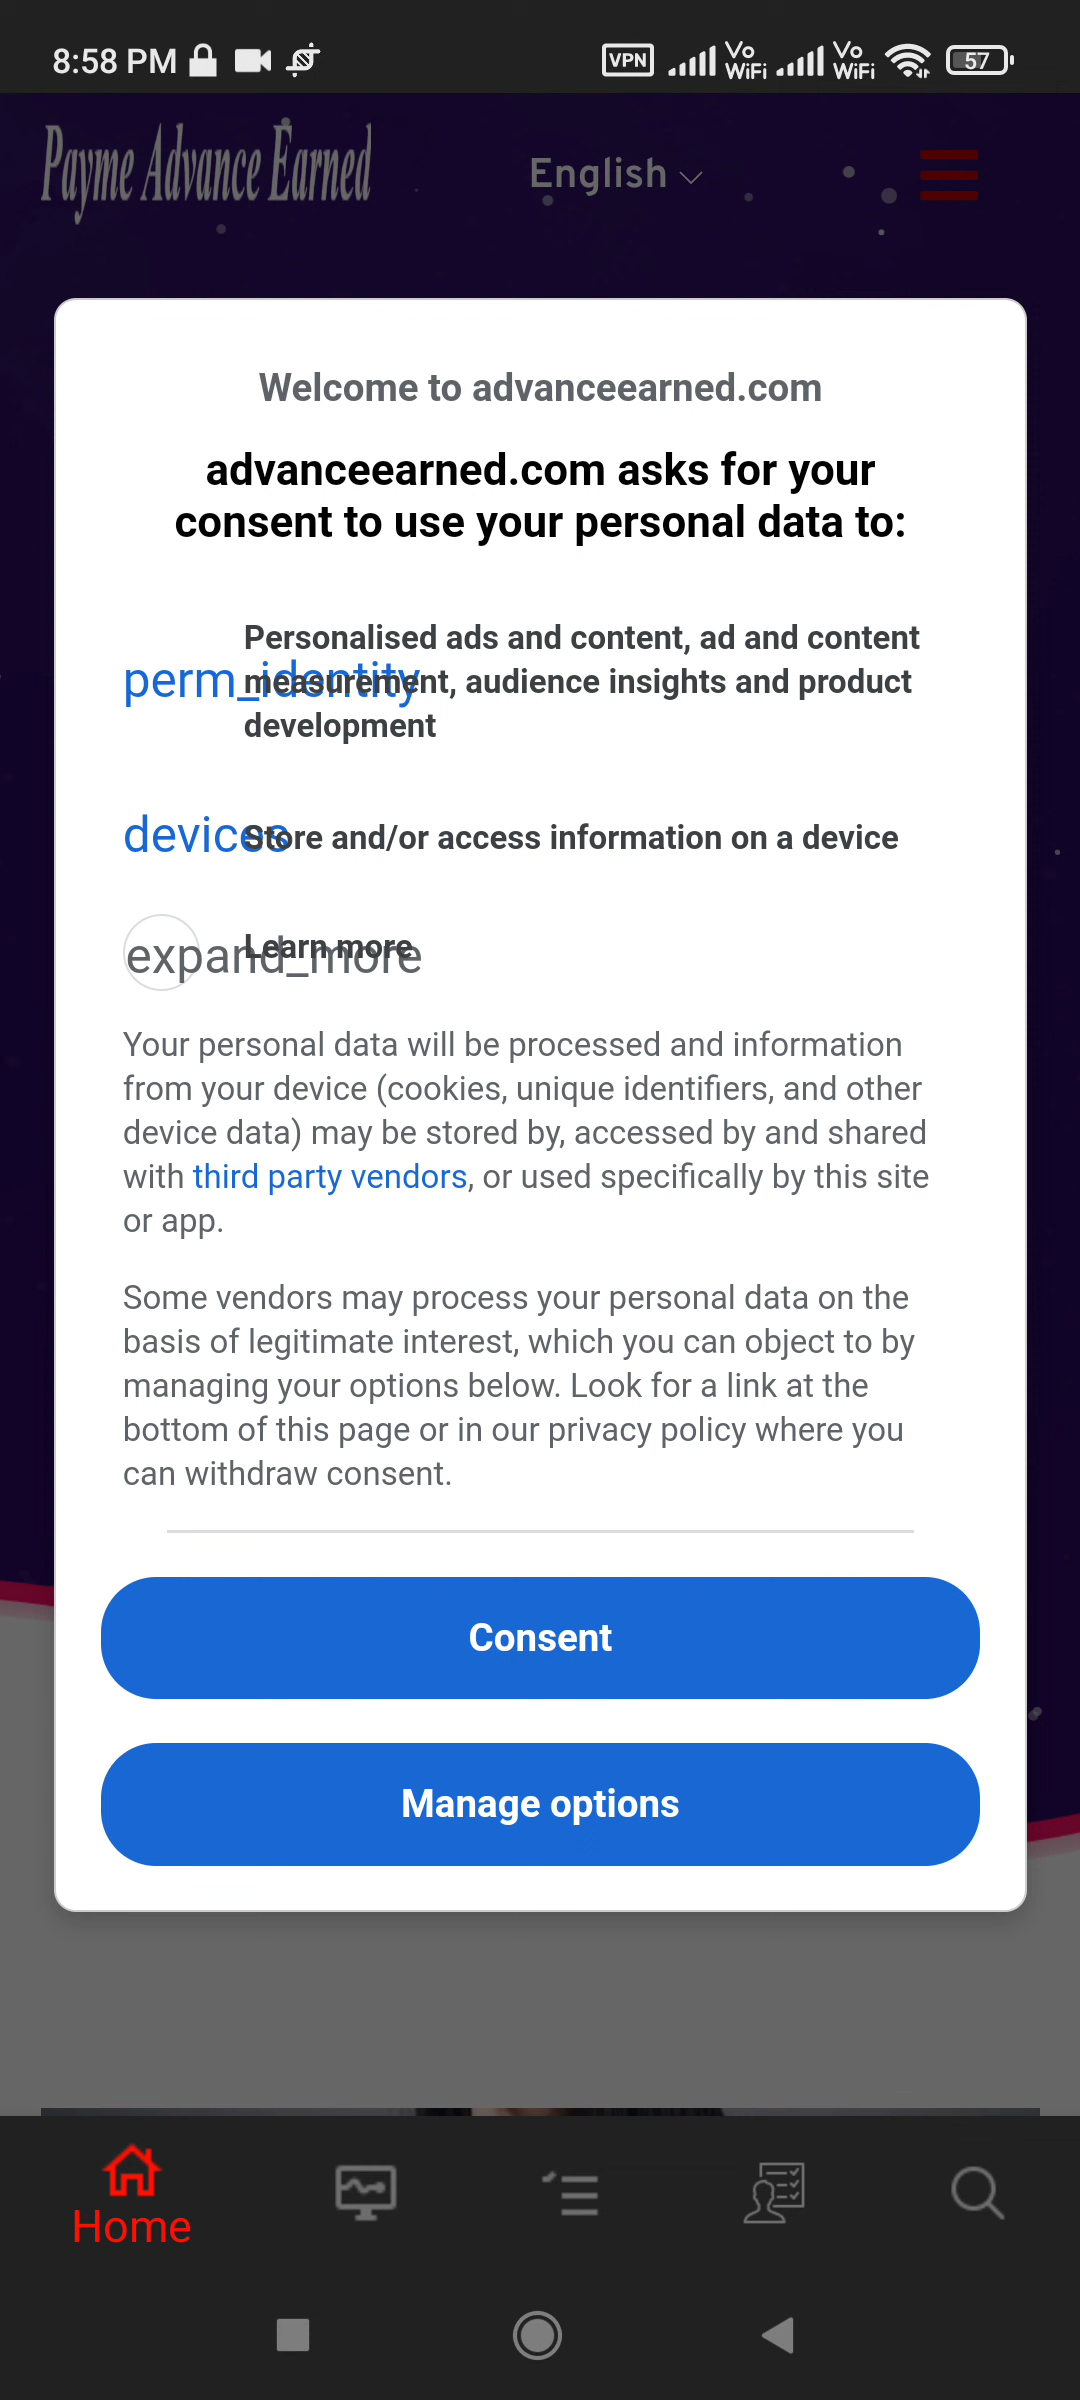 8:58 PM
VPN
Vo
WiFi
Vo
WiFi
57
Payme Advance Earned
English
Welcome to advanceearned.com
advanceearned.com asks for your
consent to use your personal data to:
perm_identity
Personalised ads and content, ad and content
measurement, audience insights and product
development
devices
Store and/or access information on a device
expand_more
Learn more
Your personal data will be processed and information
from your device (cookies, unique identifiers, and other
device data) may be stored by, accessed by and shared
with third party vendors, or used specifically by this site
or app.
Some vendors may process your personal data on the
basis of legitimate interest, which you can object to by
managing your options below. Look for a link at the
bottom of this page or in our privacy policy where you
can withdraw consent.
Consent
Manage options
Home